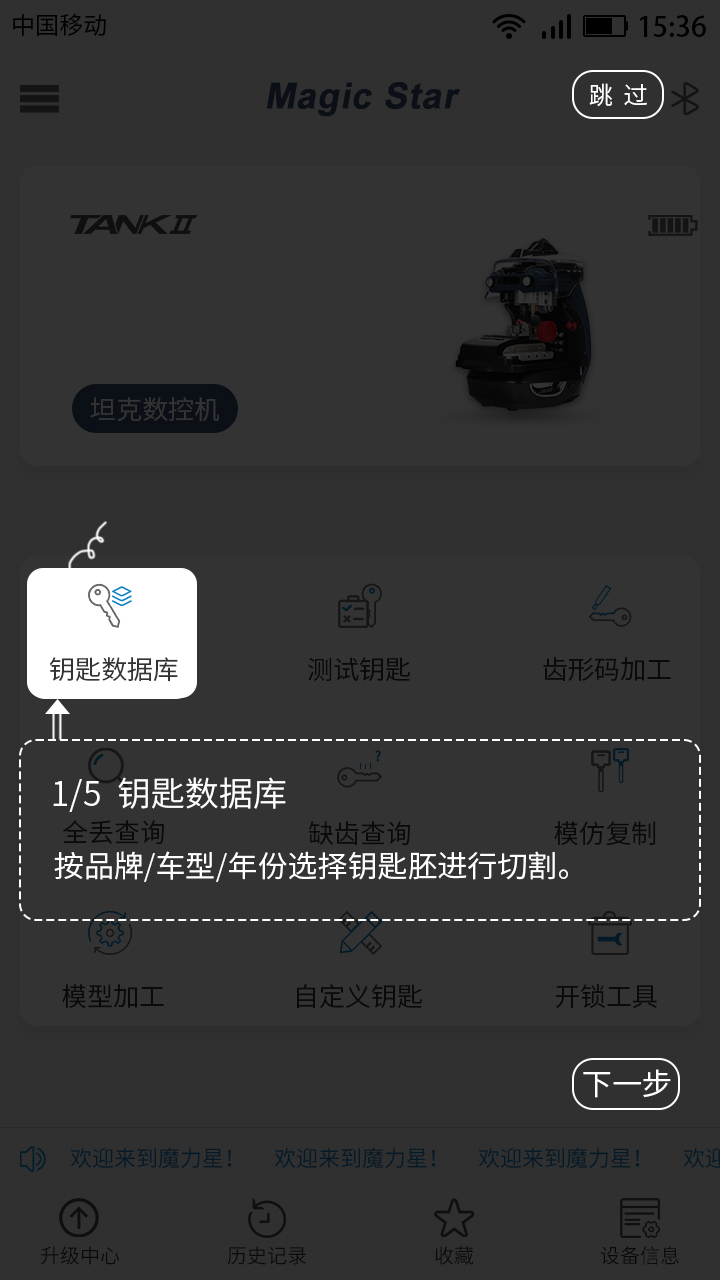 中国移动 15:36
Magic Star
跳 过
TANK II
坦克数控机
钥匙数据库 测试钥匙 齿形码加工
1/5 钥匙数据库
全丢查询 缺齿查询 模仿复制
按品牌/车型/年份选择钥匙胚进行切割。
模型加工 自定义钥匙 开锁工具
下一步
欢迎来到魔力星! 欢迎来到魔力星! 欢迎来到魔力星! 欢迎
升级中心 历史记录 收藏 设备信息